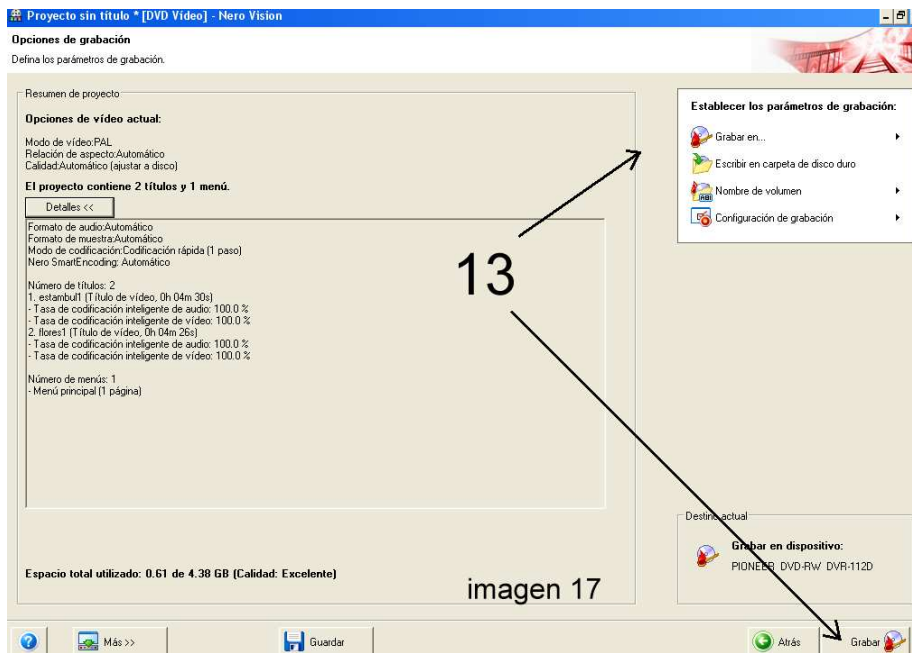 Proyecto sin título * [DVD Vídeo] - Nero Vision
Opciones de grabación
Defina los parámetros de grabación.
Resumen de proyecto
Opciones de vídeo actual:
Modo de vídeo:PAL
Relación de aspecto:Automático
Calidad:Automático (ajustar a disco)
El proyecto contiene 2 títulos y 1 menú.
Detalles <<
Formato de audio:Automático
Formato de muestra:Automático
Modo de codificación:Codificación rápida (1 paso)
Nero SmartEncoding: Automático
Número de títulos: 2
1. estambul1 (Título de vídeo, 0h 04m 30s)
- Tasa de codificación inteligente de audio: 100.0 %
- Tasa de codificación inteligente de vídeo: 100.0 %
2. flores1 (Título de vídeo, 0h 04m 26s)
- Tasa de codificación inteligente de audio: 100.0 %
- Tasa de codificación inteligente de vídeo: 100.0 %
Número de menús: 1
- Menú principal (1 página)
Espacio total utilizado: 0.61 de 4.38 GB (Calidad: Excelente)
13
imagen 17
Establecer los parámetros de grabación:
Grabar en...
Escribir en carpeta de disco duro
Nombre de volumen
Configuración de grabación
Destino actual
Grabar en dispositivo:
PIONEER DVD-RW DVR-112D
Más >>
Guardar
Atrás
Grabar